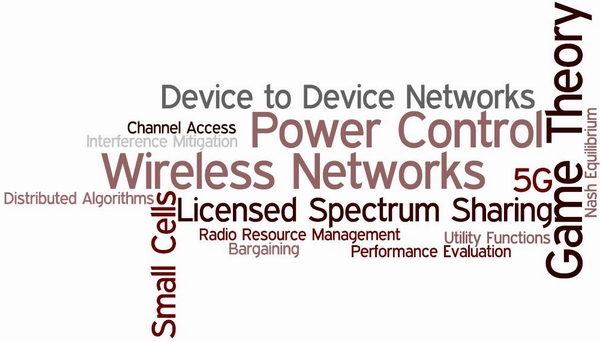 Device to Device Networks
Channel Access
Power Control
Interference Mitigation
Wireless Networks
5G
Game Theory
Nash Equilibrium
Distributed Algorithms
Small Cells
Licensed Spectrum Sharing
Radio Resource Management
Utility Functions
Bargaining
Performance Evaluation